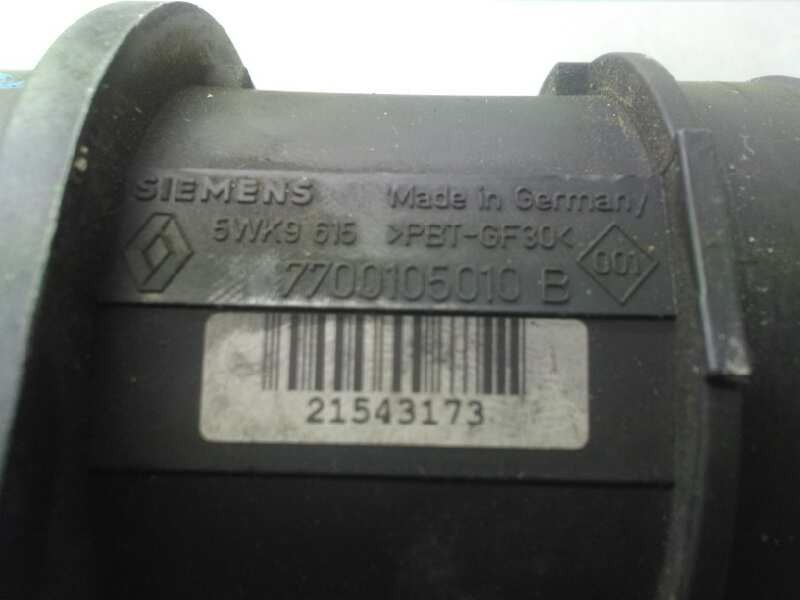 SIEMENS Made in Germany
5WK9 615 >PBT-GF30< 001
7700105010 B
21543173